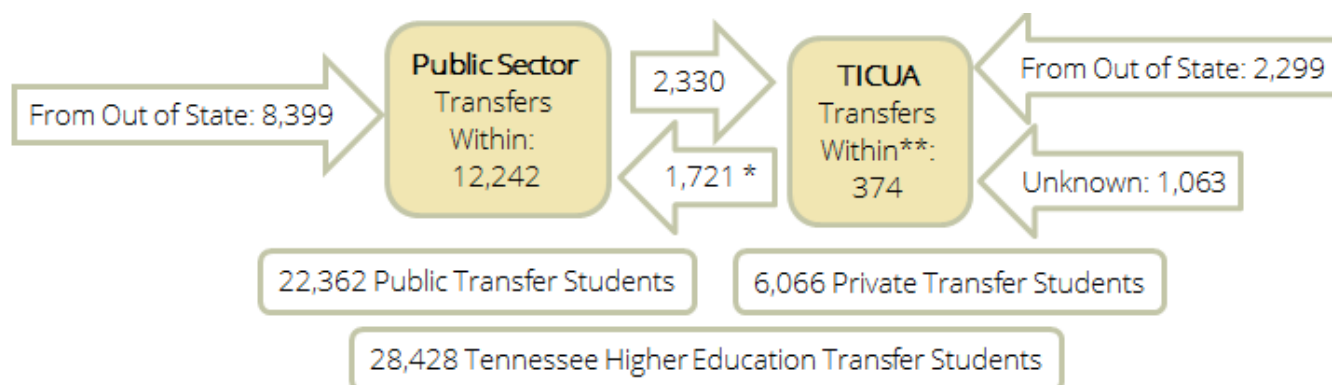 From Out of State: 8,399
Public Sector
Transfers
Within:
12,242
2,330
1,721 *
TICUA
Transfers
Within**:
374
From Out of State: 2,299
Unknown: 1,063
22,362 Public Transfer Students
6,066 Private Transfer Students
28,428 Tennessee Higher Education Transfer Students